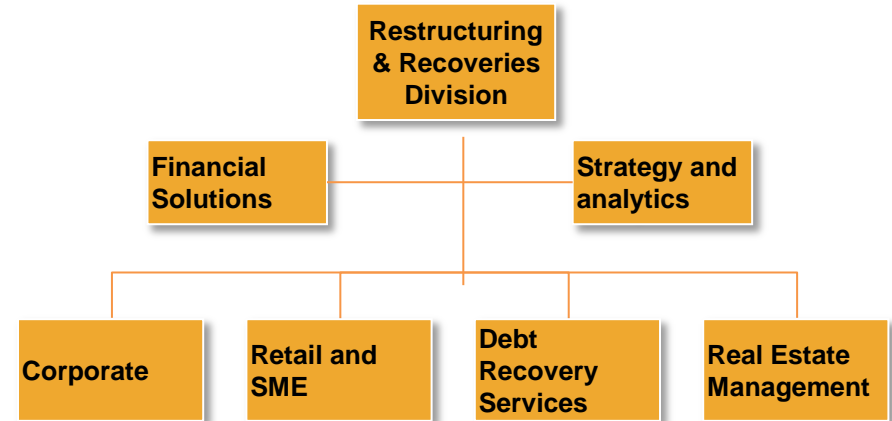 Restructuring
& Recoveries
Division
Financial
Solutions
Strategy and
analytics
Corporate
Retail and
SME
Debt
Recovery
Services
Real Estate
Management